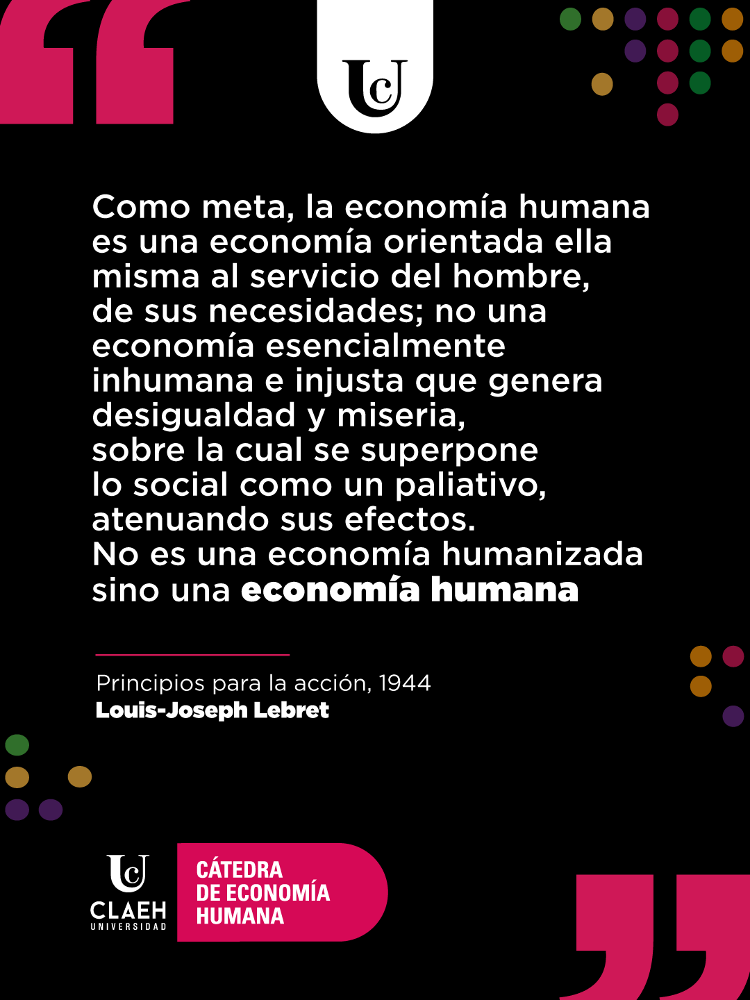 UC
Como meta, la economía humana
es una economía orientada ella
misma al servicio del hombre,
de sus necesidades; no una
economía esencialmente
inhumana e injusta que genera
desigualdad y miseria,
sobre la cual se superpone
lo social como un paliativo,
atenuando sus efectos.
No es una economía humanizada
sino una economía humana
Principios para la acción, 1944
Louis-Joseph Lebret
UC
CLAEH
UNIVERSIDAD
CÁTEDRA
DE ECONOMÍA
HUMANA